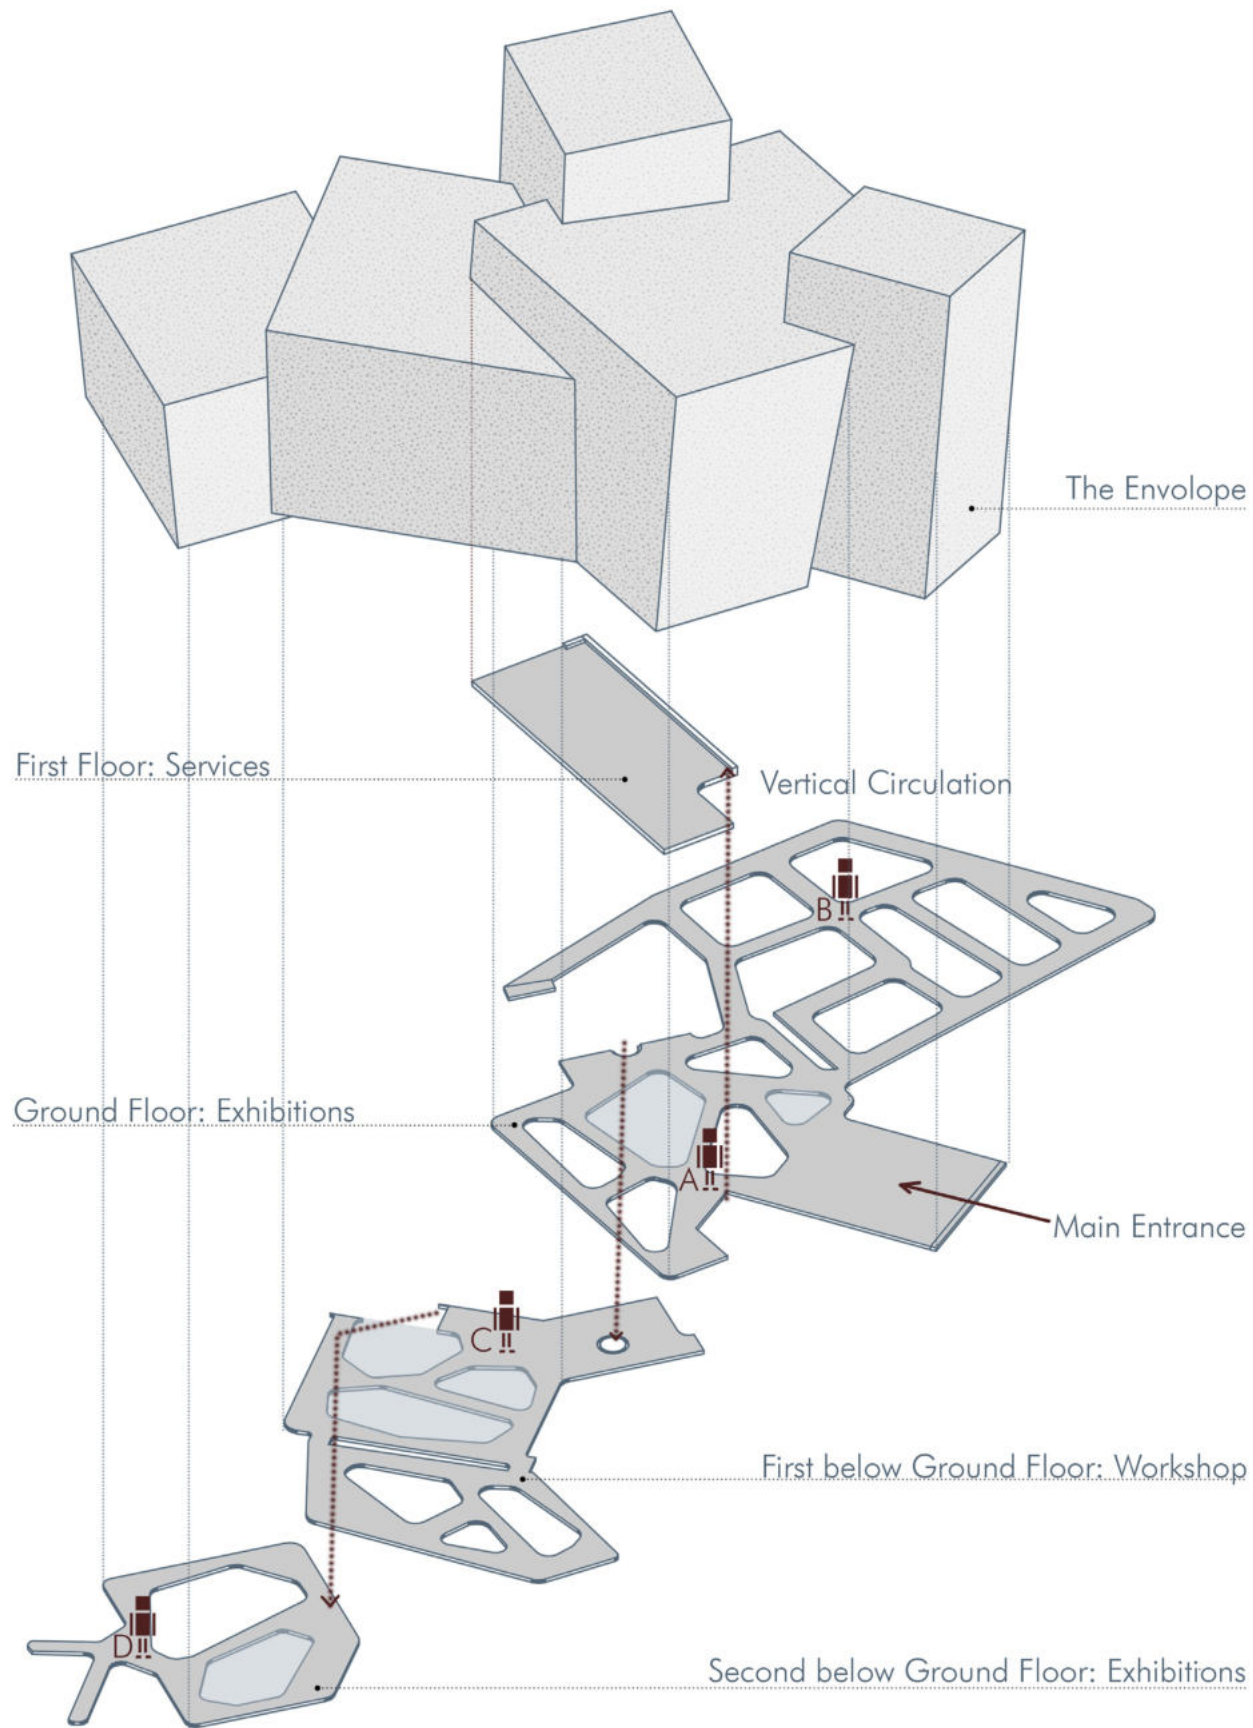 The Envolope
First Floor: Services
Vertical Circulation
B
Ground Floor: Exhibitions
A
Main Entrance
C
First below Ground Floor: Workshop
D
Second below Ground Floor: Exhibitions